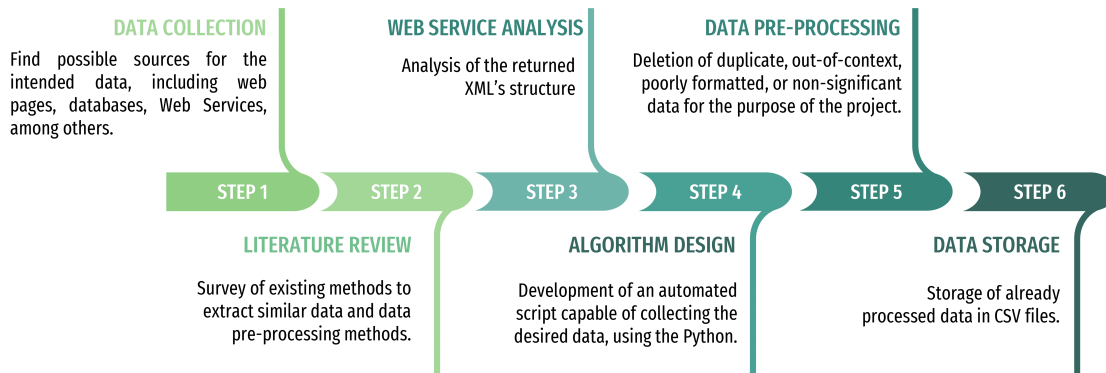 DATA COLLECTION
Find possible sources for the
intended data, including web
pages, databases, Web Services,
among others.
WEB SERVICE ANALYSIS
Analysis of the returned
XML's structure
DATA PRE-PROCESSING
Deletion of duplicate, out-of-context,
poorly formatted, or non-significant
data for the purpose of the project.
STEP 1
STEP 2
STEP 3
STEP 4
STEP 5
STEP 6
LITERATURE REVIEW
Survey of existing methods to
extract similar data and data
pre-processing methods.
ALGORITHM DESIGN
Development of an automated
script capable of collecting the
desired data, using the Python.
DATA STORAGE
Storage of already
processed data in CSV files.